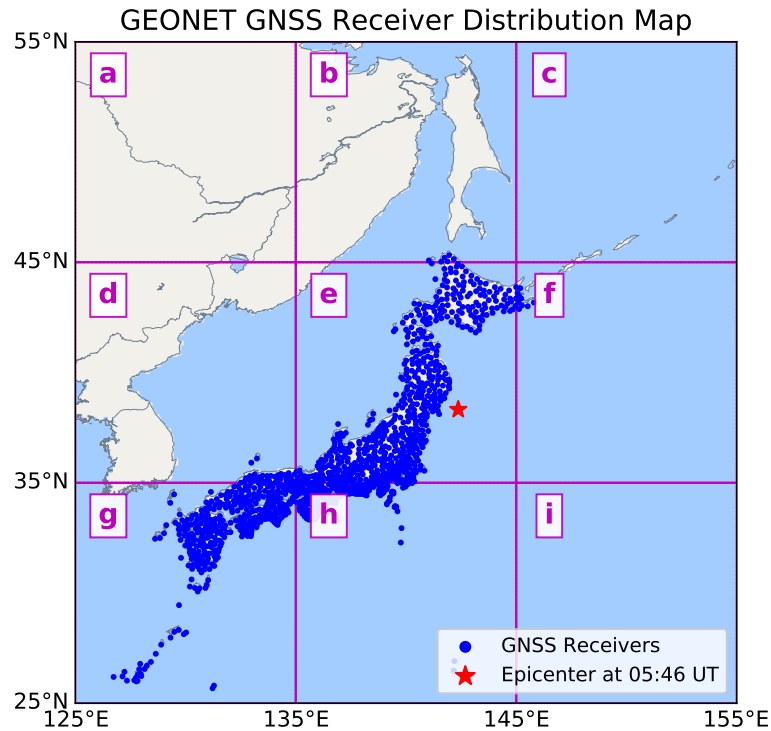 GEONET GNSS Receiver Distribution Map
55°N
a
b
c
45°N
d
e
f
35°N
g
h
i
GNSS Receivers
Epicenter at 05:46 UT
25°N
125°E
135°E
145°E
155°E